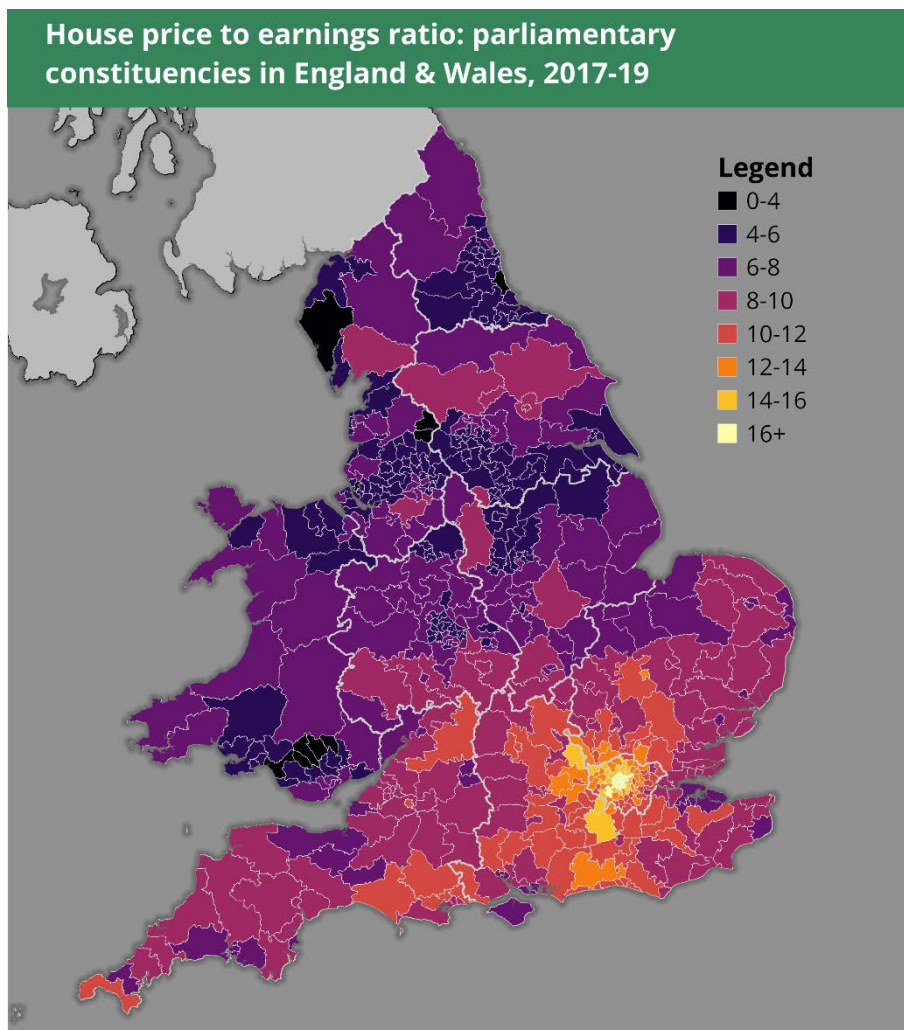 House price to earnings ratio: parliamentary
constituencies in England & Wales, 2017-19
Legend
0-4
4-6
6-8
8-10
10-12
12-14
14-16
16+